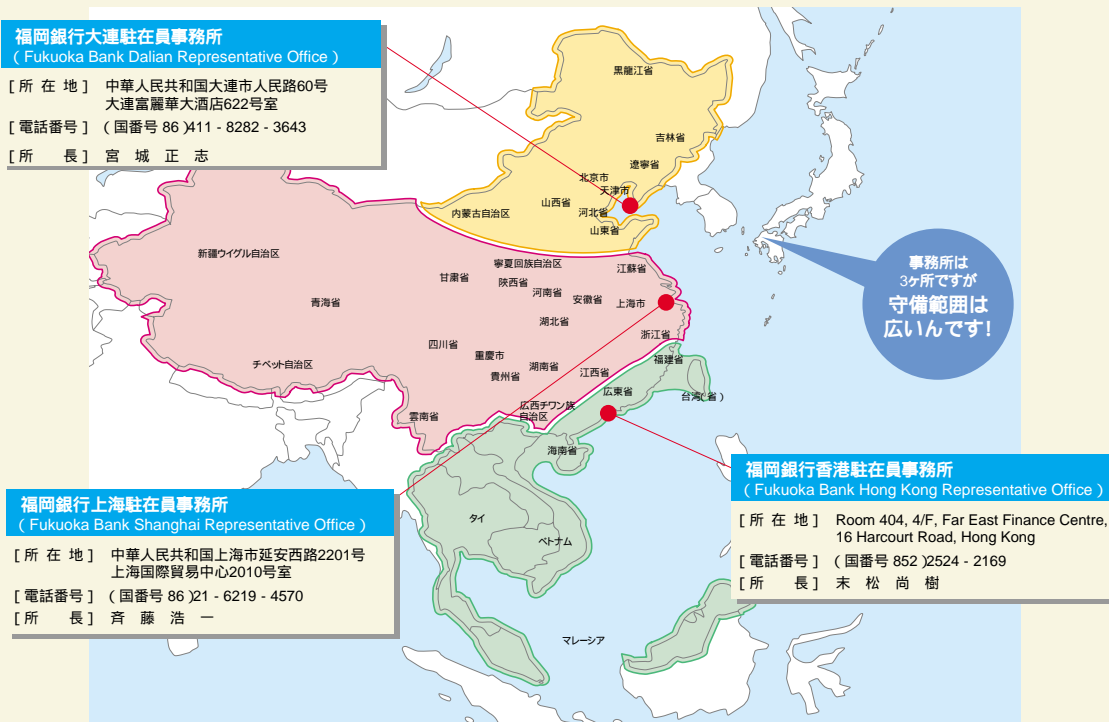 福岡銀行大連駐在員事務所
( Fukuoka Bank Dalian Representative Office )
[ 所 在 地 ] 中華人民共和国大連市人民路60号
大連富麗華大酒店622号室
[ 電話番号 ] ( 国番号 86 )411 - 8282 - 3643
[ 所 長 ] 宮 城 正 志
黒龍江省
吉林省
遼寧省
北京市
天津市
山西省
河北省
内蒙古自治区
山東省
新疆ウイグル自治区
寧夏回族自治区
江蘇省
甘粛省
陝西省
河南省
安徽省
上海市
青海省
湖北省
浙江省
四川省
重慶市
福建省
チベット自治区
湖南省
江西省
貴州省
広東省
台湾(省)
広西チワン族
自治区
雲南省
海南省
タイ
ベトナム
マレーシア
事務所は
3ヶ所ですが
守備範囲は
広いんです!
福岡銀行上海駐在員事務所
( Fukuoka Bank Shanghai Representative Office )
[ 所 在 地 ] 中華人民共和国上海市延安西路2201号
上海国際貿易中心2010号室
[ 電話番号 ] ( 国番号 86 )21 - 6219 - 4570
[ 所 長 ] 斉 藤 浩 一
福岡銀行香港駐在員事務所
( Fukuoka Bank Hong Kong Representative Office )
[ 所 在 地 ] Room 404, 4/F, Far East Finance Centre,
16 Harcourt Road, Hong Kong
[ 電話番号 ] ( 国番号 852 )2524 - 2169
[ 所 長 ] 末 松 尚 樹